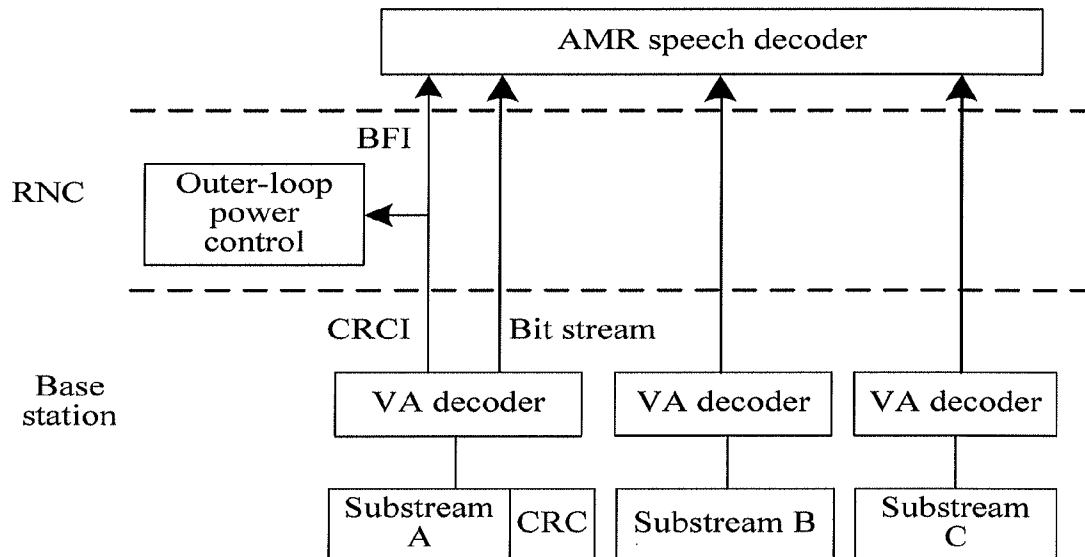 AMR speech decoder
BFI
RNC
Outer-loop
power
control
CRCI
Bit stream
Base
station
VA decoder
VA decoder
VA decoder
Substream
A
CRC
Substream B
Substream
C